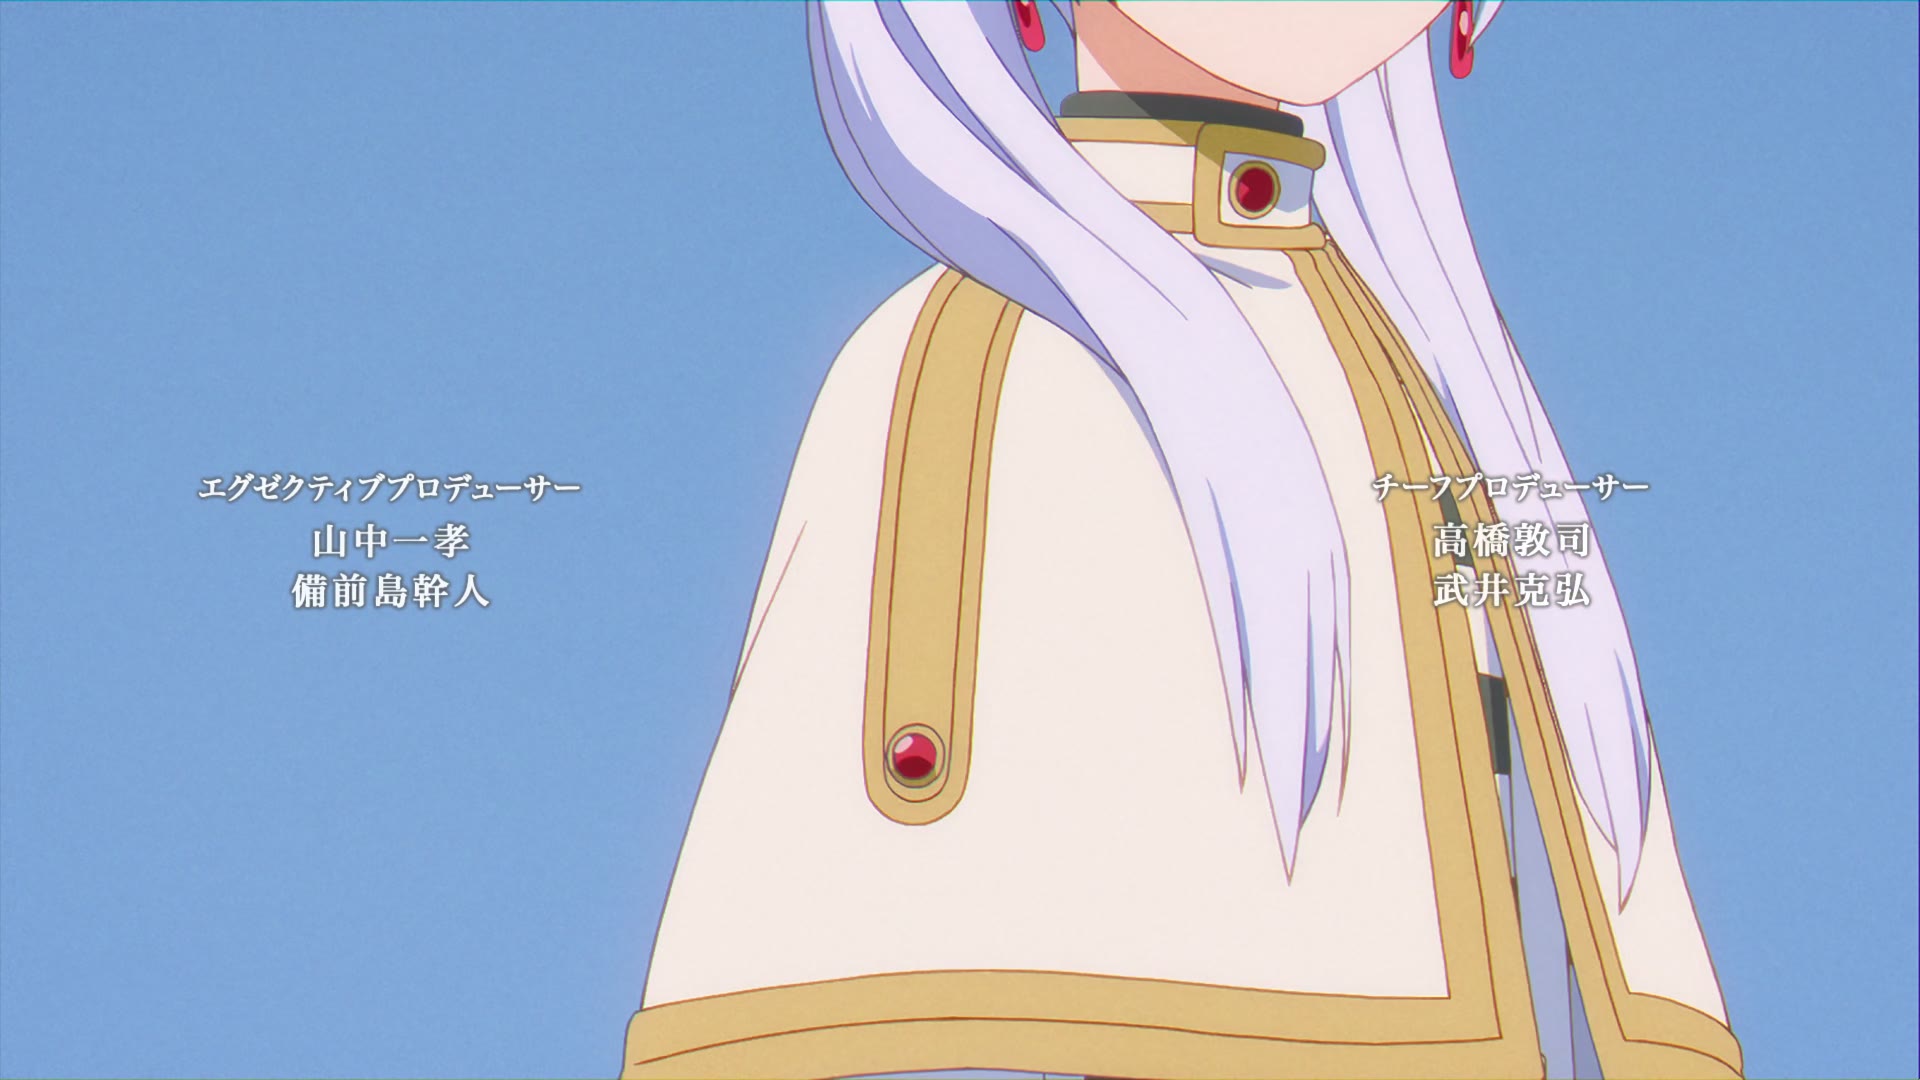 エグゼクティブプロデューサー
山中一孝
備前島幹人
チーフプロデューサー
高橋敦司
武井克弘